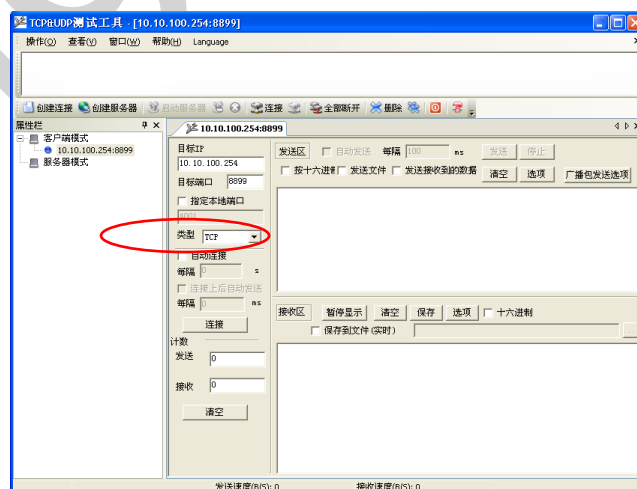 TCP&UDP测试工具 - [10.10.100.254:8899]
操作(O) 查看(V) 窗口(W) 帮助(H) Language
创建连接 创建服务器 启动服务器 连接 全部断开 删除
属性栏
客户端模式
10.10.100.254:8899
服务器模式
10.10.100.254:8899
目标IP
10.10.100.254
目标端口 8899
指定本地端口
4001
类型 TCP
自动连接
每隔 0 s
连接上后自动发送
每隔 0 ms
连接
计数
发送 0
接收 0
清空
发送区 自动发送 每隔 100 ms 发送 停止
按十六进制 发送文件 发送接收到的数据 清空 选项 广播包发送选项
接收区 暂停显示 清空 保存 选项 十六进制
保存到文件(实时)
发送速度(B/S): 0 接收速度(B/S): 0